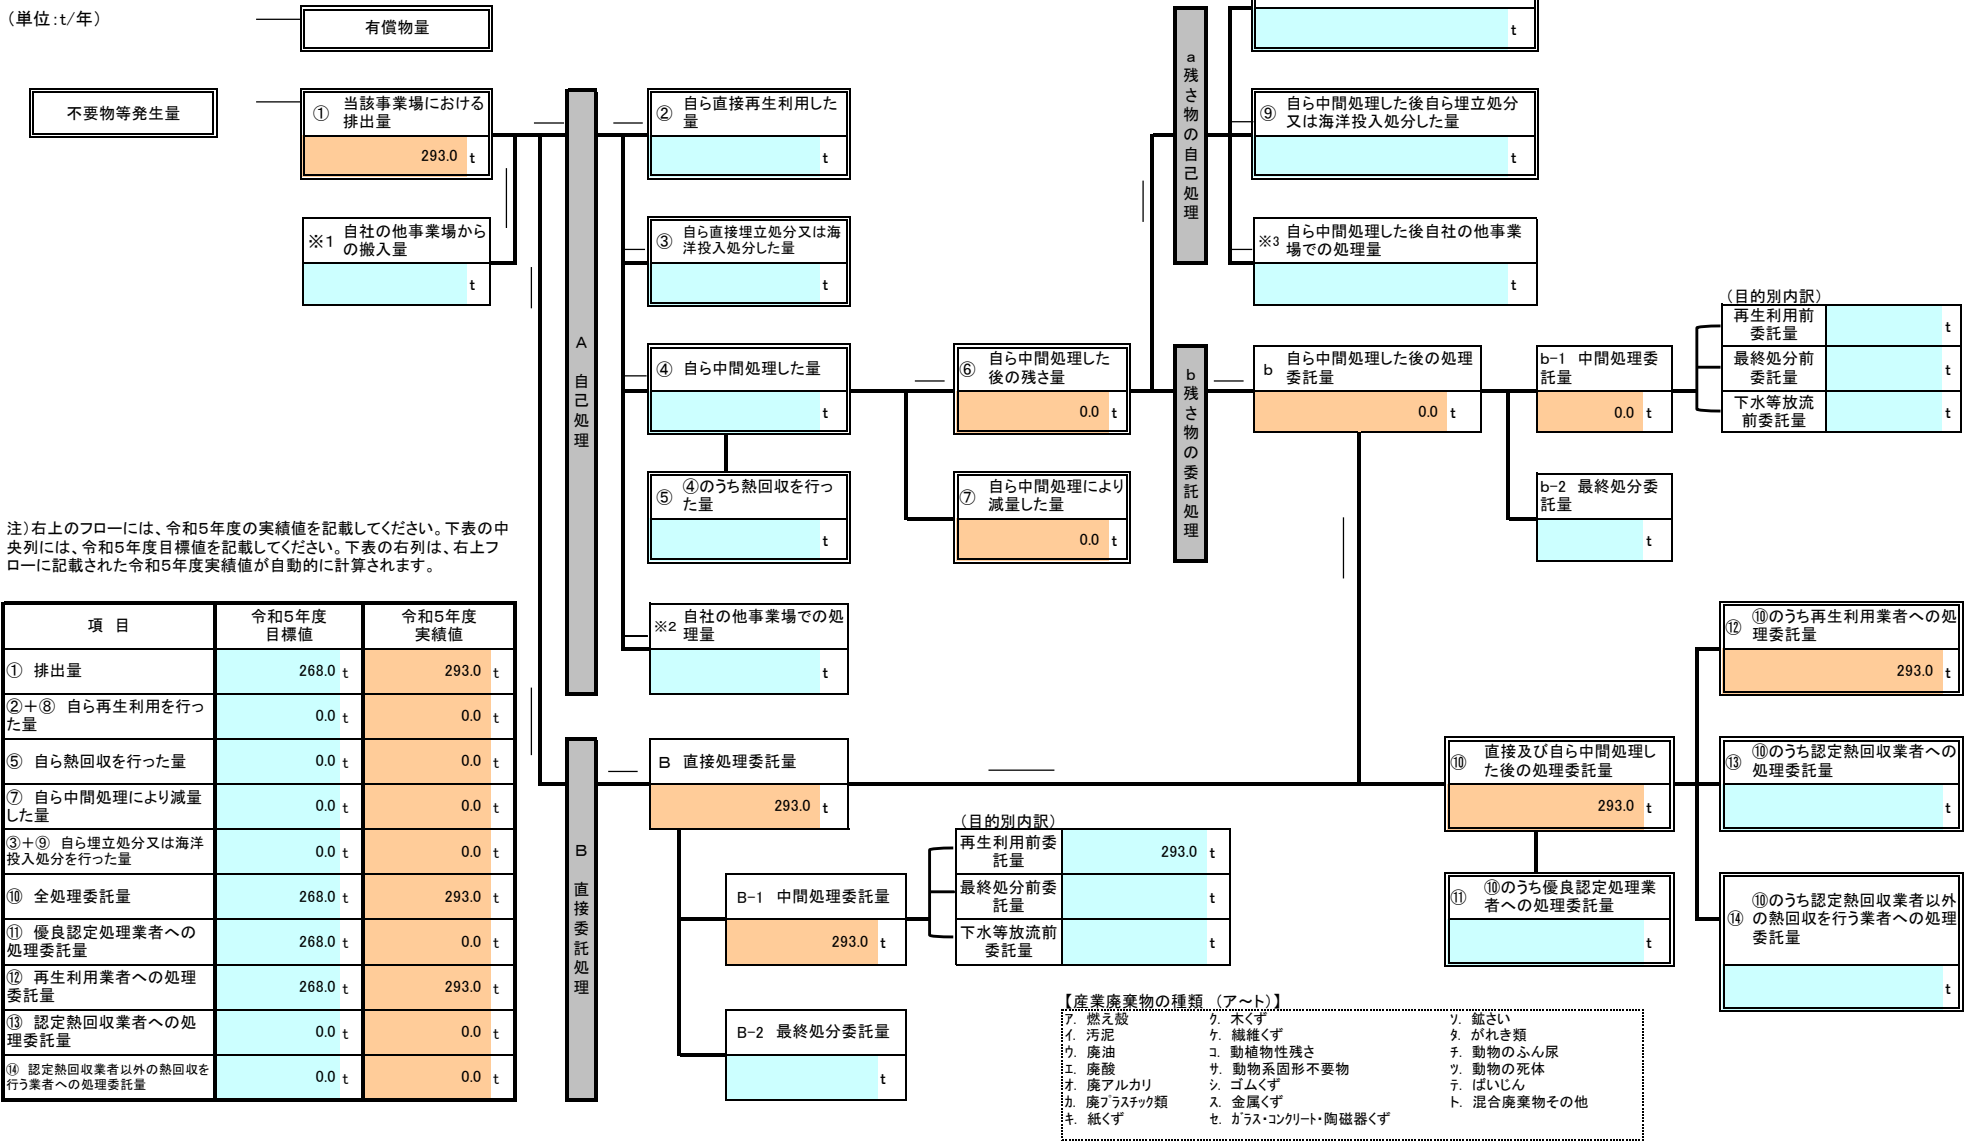 (単位:t/年)
有償物量
t
不要物等発生量
① 当該事業場における
排出量
293.0 t
※1 自社の他事業場から
の搬入量
t
A 自己処理
② 自ら直接再生利用した
量
t
③ 自ら直接埋立処分又は海
洋投入処分した量
t
④ 自ら中間処理した量
t
⑤ ④のうち熱回収を行っ
た量
t
※2 自社の他事業場での処
理量
t
⑥ 自ら中間処理した
後の残さ量
0.0 t
⑦ 自ら中間処理により
減量した量
0.0 t
a 残さ物の自己処理
⑨ 自ら中間処理した後自ら埋立処分
又は海洋投入処分した量
t
※3 自ら中間処理した後自社の他事業
場での処理量
t
b 残さ物の委託処理
b 自ら中間処理した後の処理
委託量
0.0 t
b-1 中間処理委
託量
0.0 t
b-2 最終処分委
託量
t
(目的別内訳)
再生利用前
委託量 t
最終処分前
委託量 t
下水等放流
前委託量 t
注)右上のフローには、令和5年度の実績値を記載してください。下表の中
央列には、令和5年度目標値を記載してください。下表の右列は、右上フ
ローに記載された令和5年度実績値が自動的に計算されます。
項 目 令和5年度
目標値 令和5年度
実績値
① 排出量 268.0 t 293.0 t
②+⑧ 自ら再生利用を行っ
た量 0.0 t 0.0 t
⑤ 自ら熱回収を行った量 0.0 t 0.0 t
⑦ 自ら中間処理により減量
した量 0.0 t 0.0 t
③+⑨ 自ら埋立処分又は海洋
投入処分を行った量 0.0 t 0.0 t
⑩ 全処理委託量 268.0 t 293.0 t
⑪ 優良認定処理業者への
処理委託量 268.0 t 0.0 t
⑫ 再生利用業者への処理
委託量 268.0 t 293.0 t
⑬ 認定熱回収業者への処
理委託量 0.0 t 0.0 t
⑭ 認定熱回収業者以外の熱回収を
行う業者への処理委託量 0.0 t 0.0 t
B 直接委託処理
B 直接処理委託量
293.0 t
B-1 中間処理委託量
293.0 t
B-2 最終処分委託量
t
(目的別内訳)
再生利用前委
託量 293.0 t
最終処分前委
託量 t
下水等放流前
委託量 t
⑩ 直接及び自ら中間処理し
た後の処理委託量
293.0 t
⑪ ⑩のうち優良認定処理業
者への処理委託量
t
⑫ ⑩のうち再生利用業者への処
理委託量
293.0 t
⑬ ⑩のうち認定熱回収業者への
処理委託量
t
⑭ ⑩のうち認定熱回収業者以外
の熱回収を行う業者への処理
委託量
t
【産業廃棄物の種類 (ア~ト)】
ア. 燃え殻 ク. 木くず ソ. 鉱さい
イ. 汚泥 ケ. 繊維くず タ. がれき類
ウ. 廃油 コ. 動植物性残さ チ. 動物のふん尿
エ. 廃酸 サ. 動物系固形不要物 ツ. 動物の死体
オ. 廃アルカリ シ. ゴムくず テ. ばいじん
カ. 廃プラスチック類 ス. 金属くず ト. 混合廃棄物その他
キ. 紙くず セ. ガラス・コンクリート・陶磁器くず